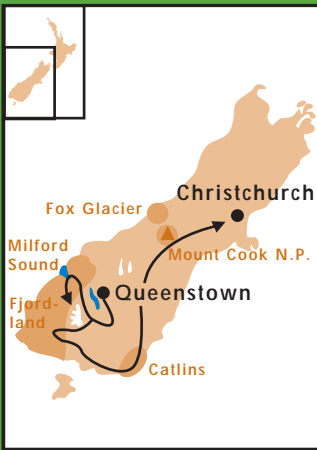 Christchurch
Fox Glacier
Milford
Sound
Mount Cook N.P.
Fjord-
land
Queenstown
Catlins